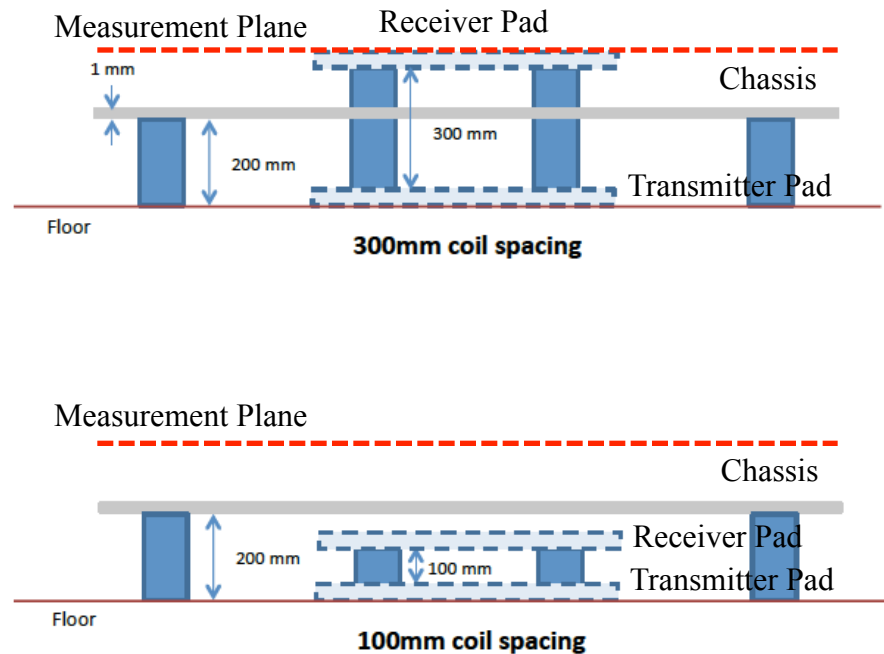 Measurement Plane
Receiver Pad
1 mm
Chassis
300 mm
200 mm
Transmitter Pad
Floor
300mm coil spacing
Measurement Plane
Chassis
Receiver Pad
200 mm
100 mm
Transmitter Pad
Floor
100mm coil spacing